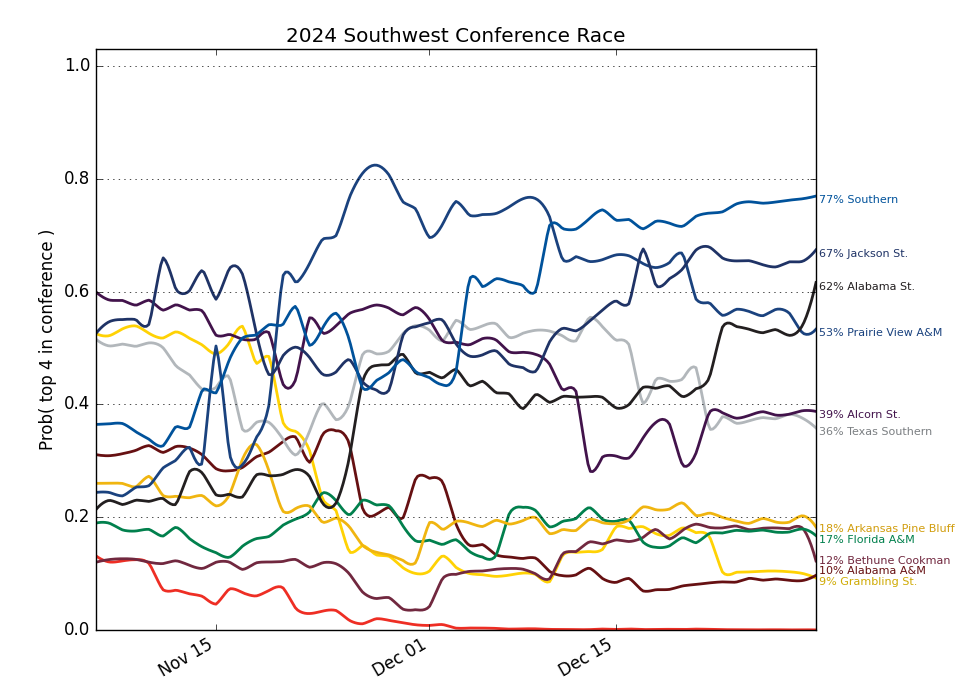 2024 Southwest Conference Race
Prob( top 4 in conference )
1.0
0.8
0.6
0.4
0.2
0.0
Nov 15
Dec 01
Dec 15
77% Southern
67% Jackson St.
62% Alabama St.
53% Prairie View A&M
39% Alcorn St.
36% Texas Southern
18% Arkansas Pine Bluff
17% Florida A&M
12% Bethune Cookman
10% Alabama A&M
9% Grambling St.